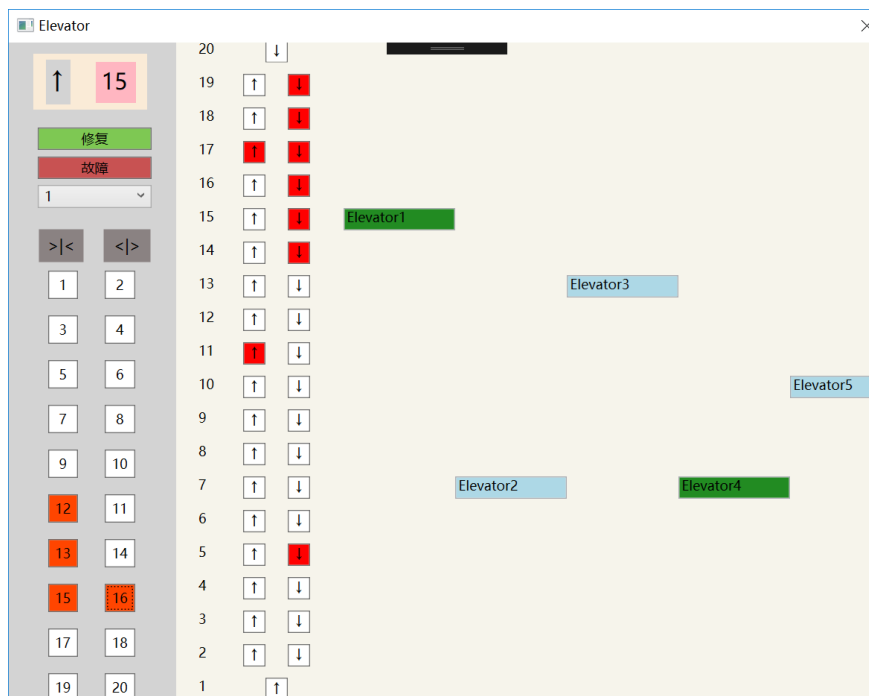 Elevator
↑ 15
修复
故障
1
>|< <|>
1 2
3 4
5 6
7 8
9 10
12 11
13 14
15 16
17 18
19 20
20 ↓
19 ↑ ↓
18 ↑ ↓
17 ↑ ↓
16 ↑ ↓
15 ↑ ↓ Elevator1
14 ↑ ↓
13 ↑ ↓ Elevator3
12 ↑ ↓
11 ↑ ↓
10 ↑ ↓ Elevator5
9 ↑ ↓
8 ↑ ↓
7 ↑ ↓ Elevator2 Elevator4
6 ↑ ↓
5 ↑ ↓
4 ↑ ↓
3 ↑ ↓
2 ↑ ↓
1 ↑